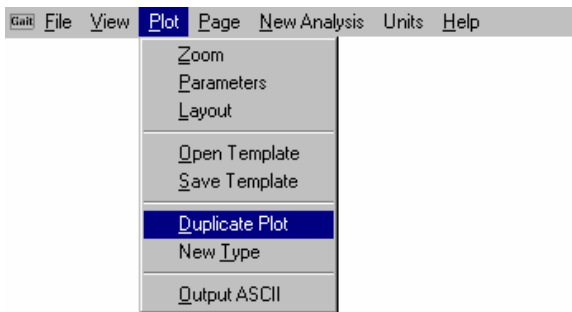 Gait File View Plot Page New Analysis Units Help
Zoom
Parameters
Layout
Open Template
Save Template
Duplicate Plot
New Type
Output ASCII